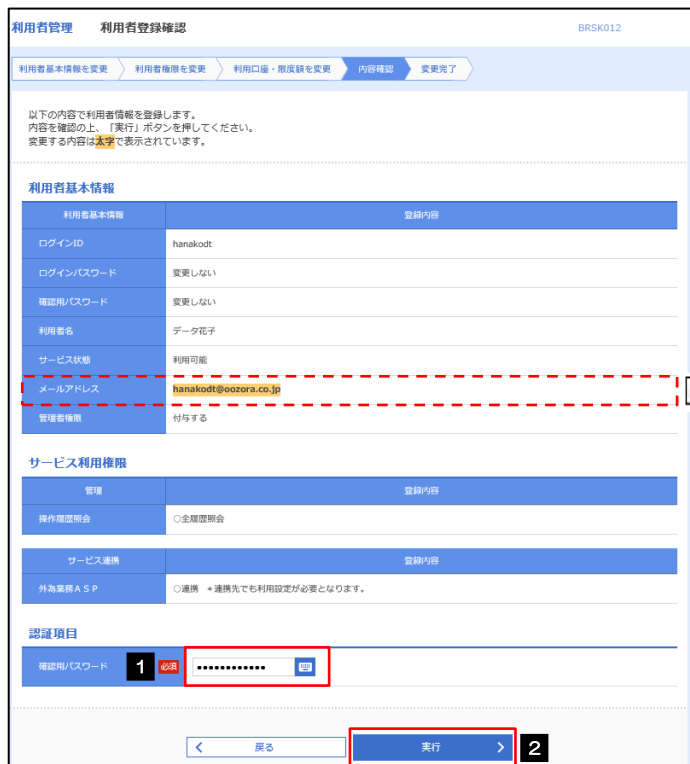 利用者管理 利用者登録確認 BRSK012
利用者基本情報を変更 利用者権限を変更 利用口座・限度額を変更 内容確認 変更完了
以下の内容で利用者情報を登録します。
内容を確認の上、「実行」ボタンを押してください。
変更する内容は太字で表示されています。
利用者基本情報
利用者基本情報 登録内容
ログインID hanakodt
ログインパスワード 変更しない
確認用パスワード 変更しない
利用者名 データ花子
サービス状態 利用可能
メールアドレス hanakodt@oozora.co.jp
管理者権限 付与する
サービス利用権限
管理 登録内容
操作履歴照会 ○全履歴照会
サービス連携 登録内容
外為業務ASP ○連携 *連携先でも利用設定が必要となります。
認証項目
確認用パスワード 1 必須 ••••••••••••
戻る 実行 2